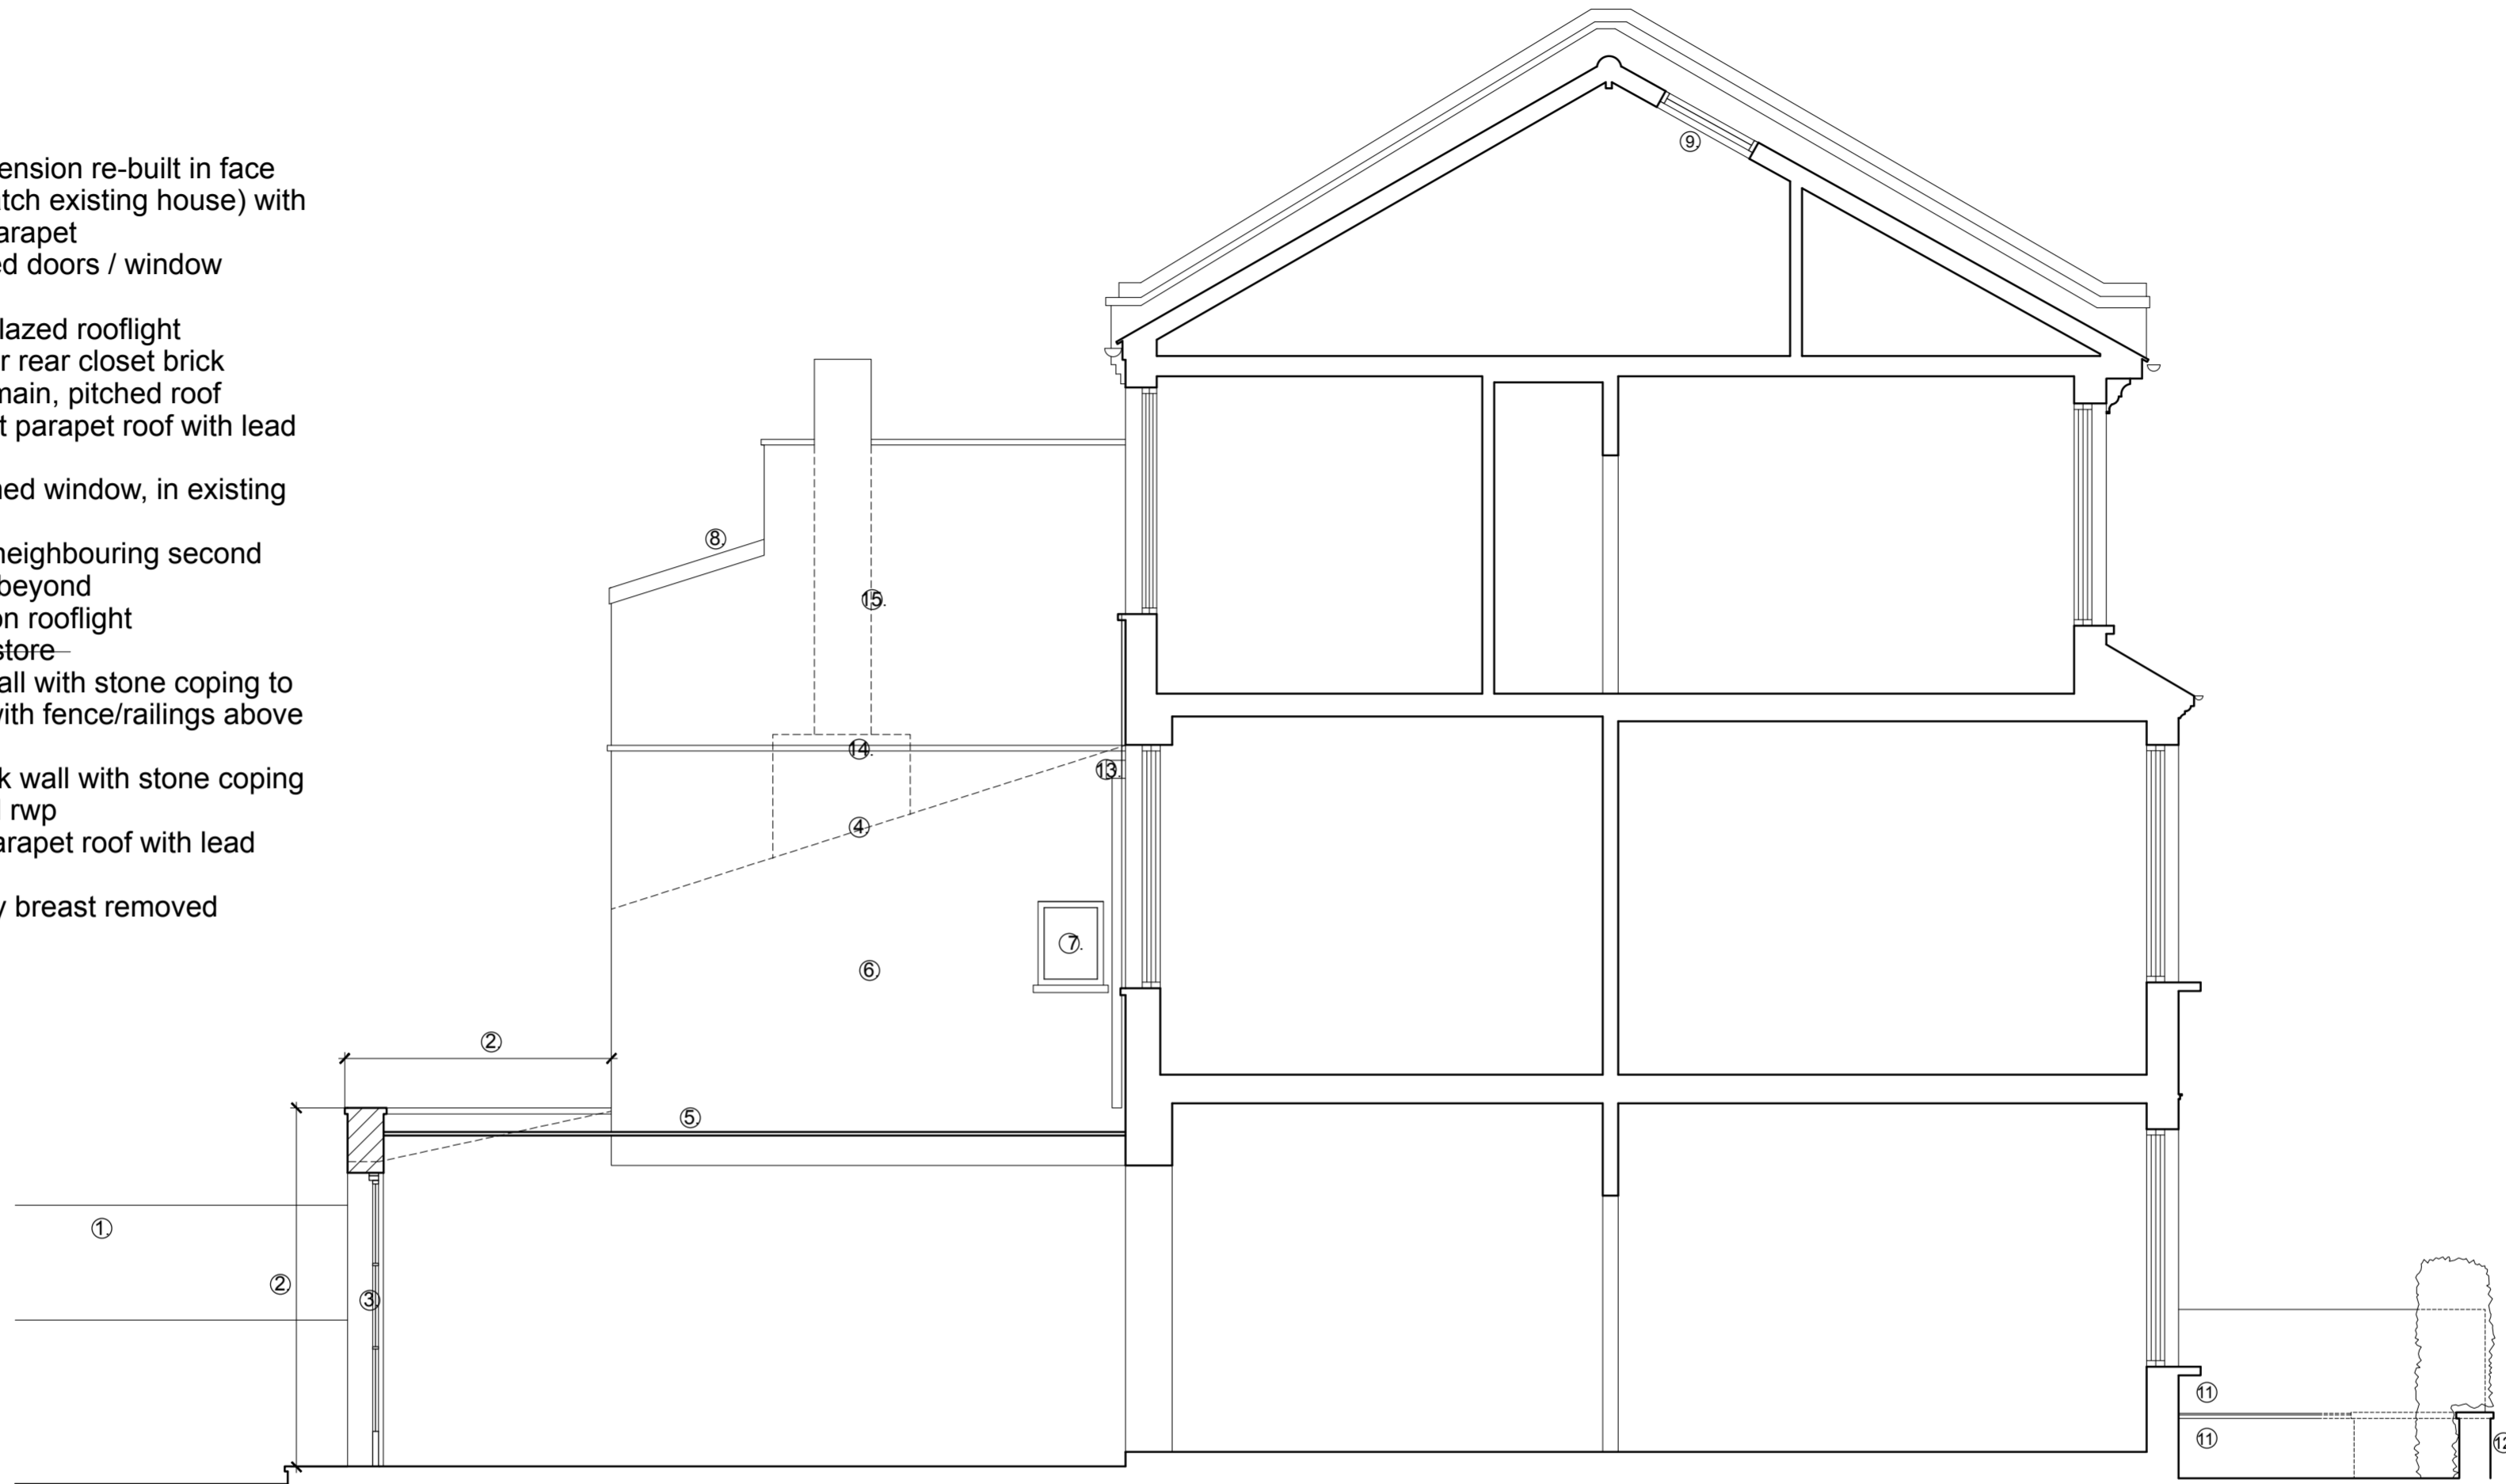 ension re-built in face
atch existing house) with
arapet
ed doors / window
lazed rooflight
r rear closet brick
main, pitched roof
t parapet roof with lead
ned window, in existing
neighbouring second
beyond
on rooflight
store
all with stone coping to
with fence/railings above
k wall with stone coping
rwp
arapet roof with lead
y breast removed
9.
8.
15.
14.
13.
4.
7.
6.
2.
5.
1.
2.
3.
11
11
12